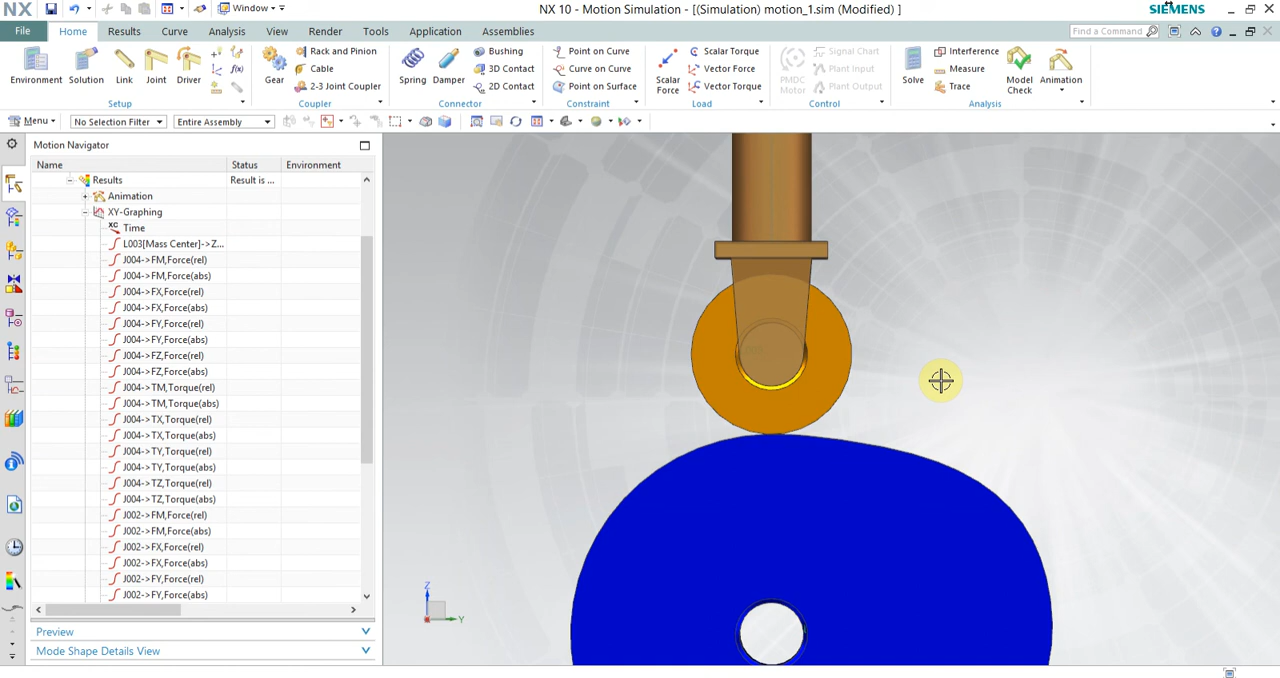 NX
Window
NX 10 - Motion Simulation - [(Simulation) motion_1.sim (Modified) ]
SIEMENS
File
Home
Results
Curve
Analysis
View
Render
Tools
Application
Assemblies
Find a Command
Environment
Solution
Link
Joint
Driver
Setup
Gear
Rack and Pinion
Cable
2-3 Joint Coupler
Coupler
Spring
Damper
Bushing
3D Contact
2D Contact
Connector
Point on Curve
Curve on Curve
Point on Surface
Constraint
Scalar Force
Scalar Torque
Vector Force
Vector Torque
Load
PMDC Motor
Signal Chart
Plant Input
Plant Output
Control
Solve
Interference
Measure
Trace
Model Check
Animation
Analysis
Menu
No Selection Filter
Entire Assembly
Motion Navigator
Name
Status
Environment
Results
Result is ...
Animation
XY-Graphing
XC
Time
L003[Mass Center]->Z...
J004->FM,Force(rel)
J004->FM,Force(abs)
J004->FX,Force(rel)
J004->FX,Force(abs)
J004->FY,Force(rel)
J004->FY,Force(abs)
J004->FZ,Force(rel)
J004->FZ,Force(abs)
J004->TM,Torque(rel)
J004->TM,Torque(abs)
J004->TX,Torque(rel)
J004->TX,Torque(abs)
J004->TY,Torque(rel)
J004->TY,Torque(abs)
J004->TZ,Torque(rel)
J004->TZ,Torque(abs)
J002->FM,Force(rel)
J002->FM,Force(abs)
J002->FX,Force(rel)
J002->FX,Force(abs)
J002->FY,Force(rel)
J002->FY,Force(abs)
Preview
Mode Shape Details View
Z
Y